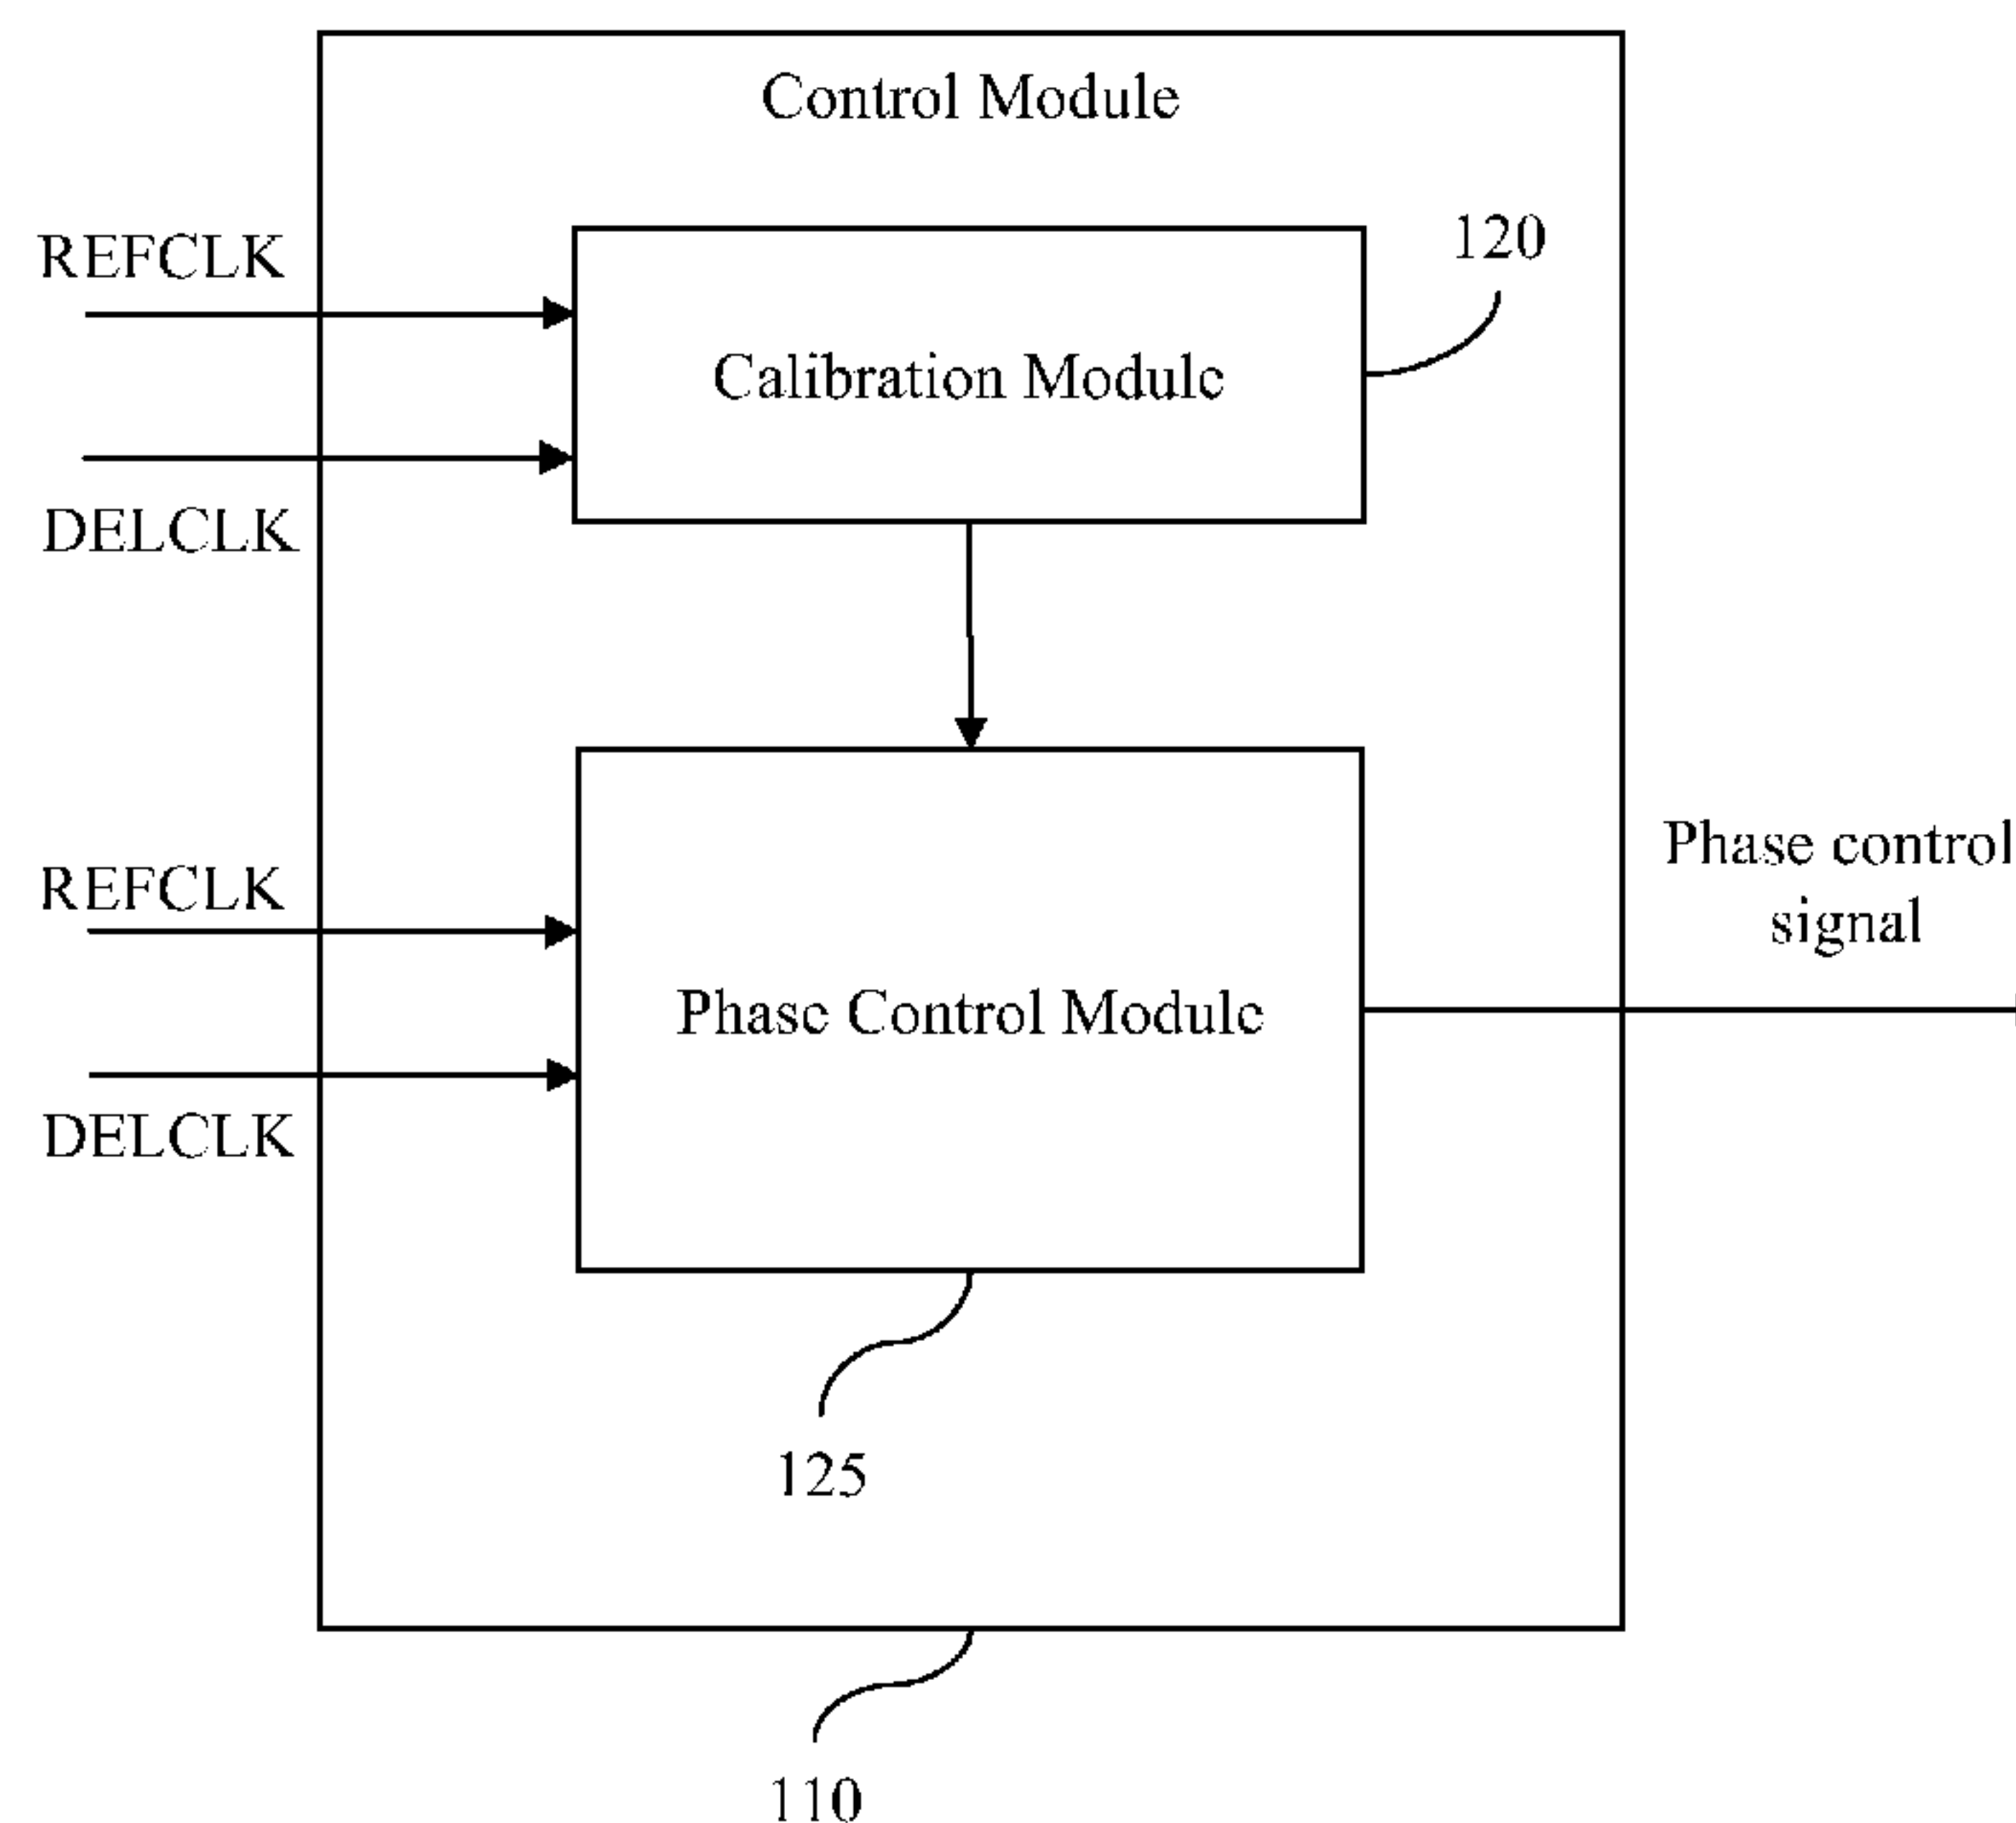 Control Module
REFCLK
120
Calibration Module
DELCLK
Phase control
signal
REFCLK
Phase Control Module
DELCLK
125
110